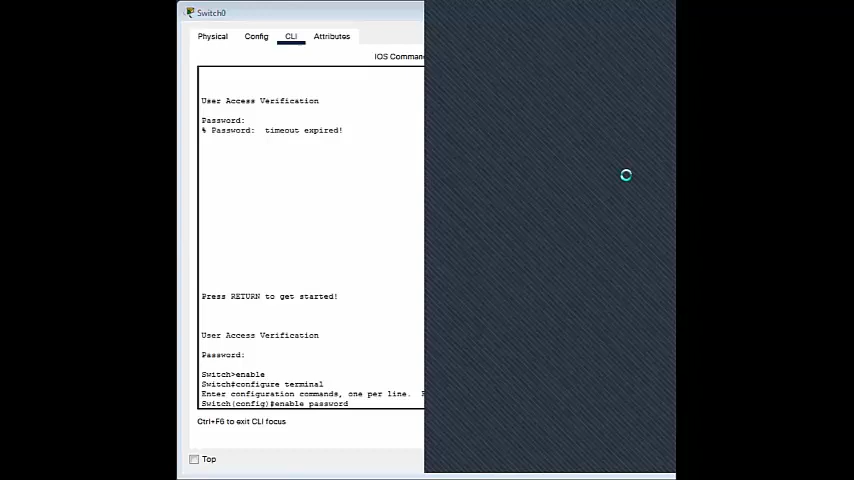 Switch0
Physical Config CLI Attributes
IOS Comman
User Access Verification
Password:
% Password:  timeout expired!
Press RETURN to get started!
User Access Verification
Password:
Switch>enable
Switch#configure terminal
Enter configuration commands, one per line.
Switch(config)#enable password
Ctrl+F6 to exit CLI focus
Top